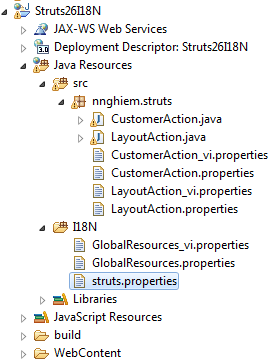 Struts26I18N
JAX-WS Web Services
Deployment Descriptor: Struts26I18N
Java Resources
src
nnghiem.struts
CustomerAction.java
LayoutAction.java
CustomerAction_vi.properties
CustomerAction.properties
LayoutAction_vi.properties
LayoutAction.properties
I18N
GlobalResources_vi.properties
GlobalResources.properties
struts.properties
Libraries
JavaScript Resources
build
WebContent